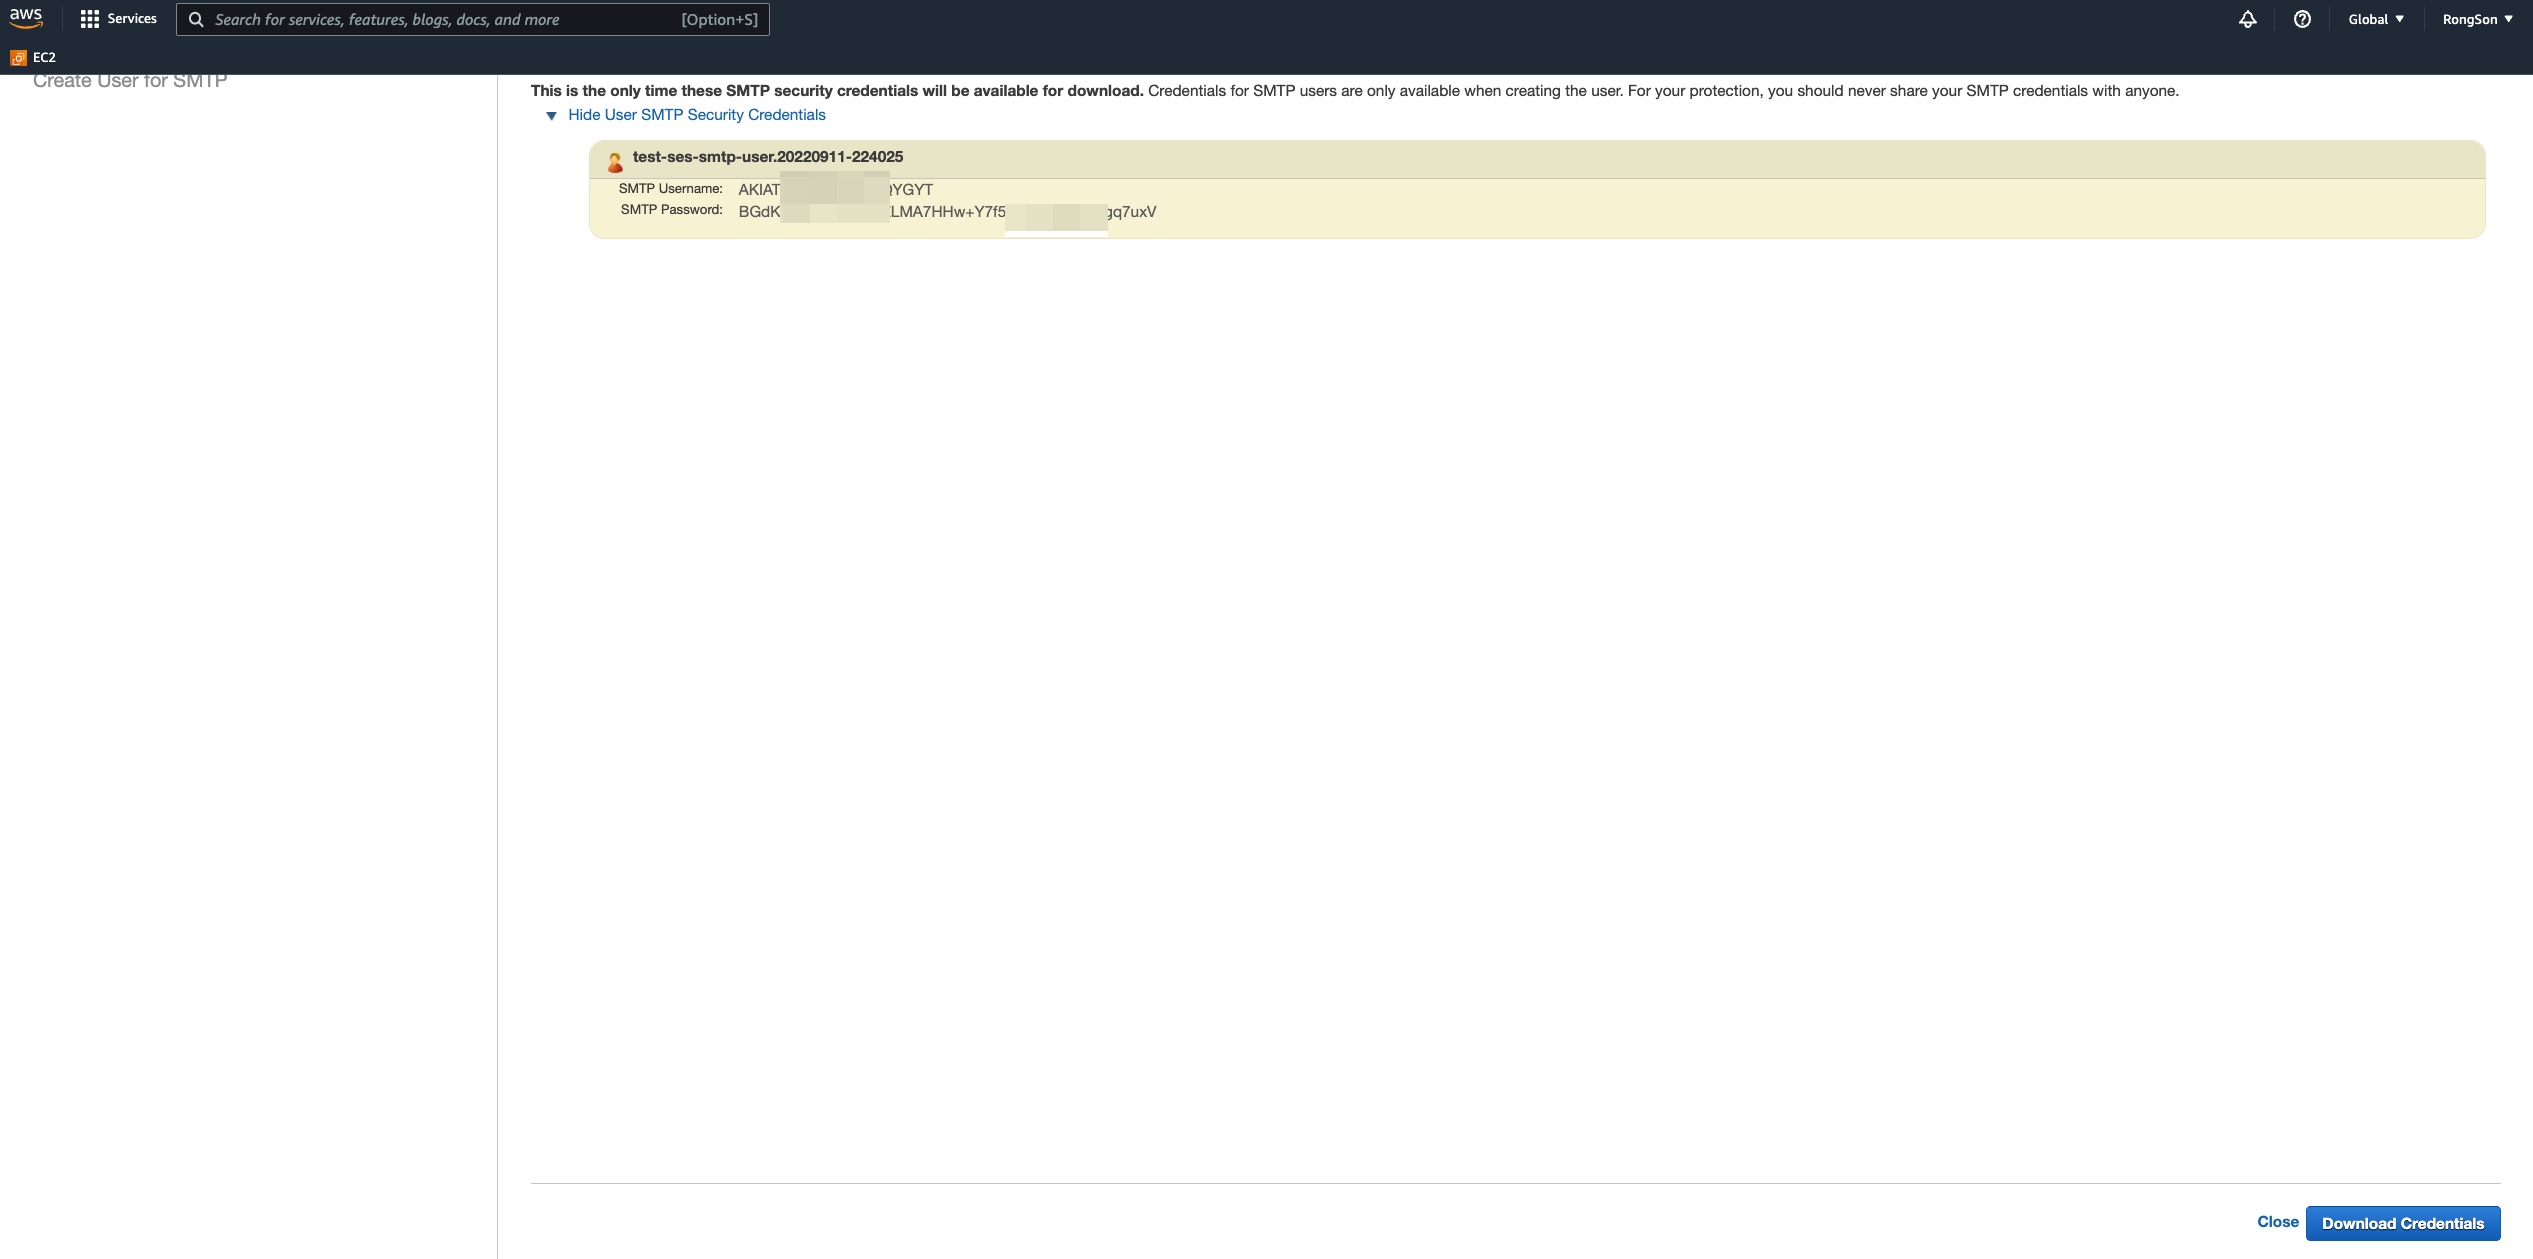 aws Services Search for services, features, blogs, docs, and more [Option+S] Global ▼ RongSon ▼
EC2
Create User for SMTP
This is the only time these SMTP security credentials will be available for download. Credentials for SMTP users are only available when creating the user. For your protection, you should never share your SMTP credentials with anyone.
▼ Hide User SMTP Security Credentials
test-ses-smtp-user.20220911-224025
SMTP Username: AKIAT QYGYT
SMTP Password: BGdK LMA7HHw+Y7f5 gq7uxV
Close Download Credentials